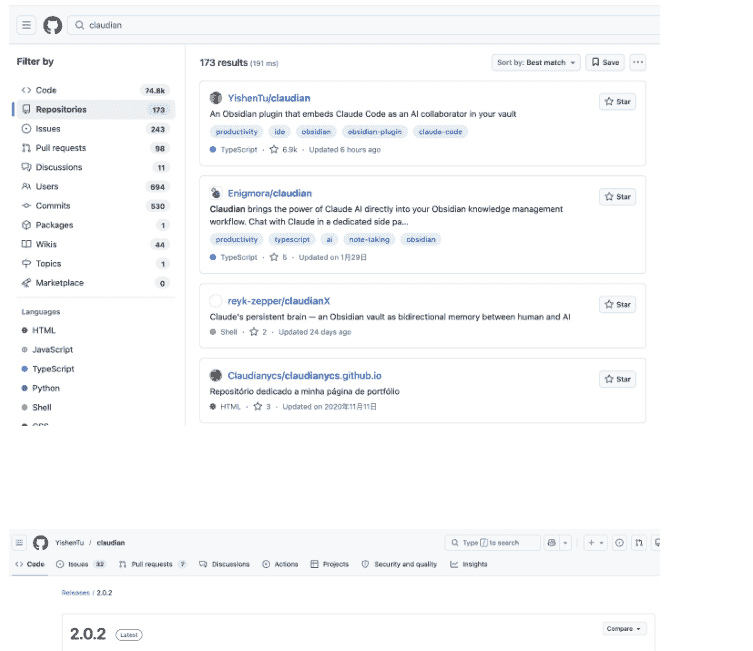 claudian
Filter by
Code 74.8k
Repositories 173
Issues 243
Pull requests 98
Discussions 11
Users 694
Commits 530
Packages 1
Wikis 44
Topics 1
Marketplace 0
Languages
HTML
JavaScript
TypeScript
Python
Shell
173 results (191 ms)
Sort by: Best match
Save
YishenTu/claudian
Star
An Obsidian plugin that embeds Claude Code as an AI collaborator in your vault
productivity ide obsidian obsidian-plugin claude-code
TypeScript · 6.9k · Updated 6 hours ago
Enigmora/claudian
Star
Claudian brings the power of Claude AI directly into your Obsidian knowledge management
workflow. Chat with Claude in a dedicated side pa...
productivity typescript ai note-taking obsidian
TypeScript · 5 · Updated on 1月29日
reyk-zepper/claudianX
Star
Claude's persistent brain — an Obsidian vault as bidirectional memory between human and AI
Shell · 2 · Updated 24 days ago
Claudianycs/claudianycs.github.io
Star
Repositório dedicado a minha página de portfólio
HTML · 3 · Updated on 2020年11月11日
YishenTu / claudian
Type / to search
Code Issues 32 Pull requests 7 Discussions Actions Projects Security and quality Insights
Releases / 2.0.2
2.0.2 Latest
Compare